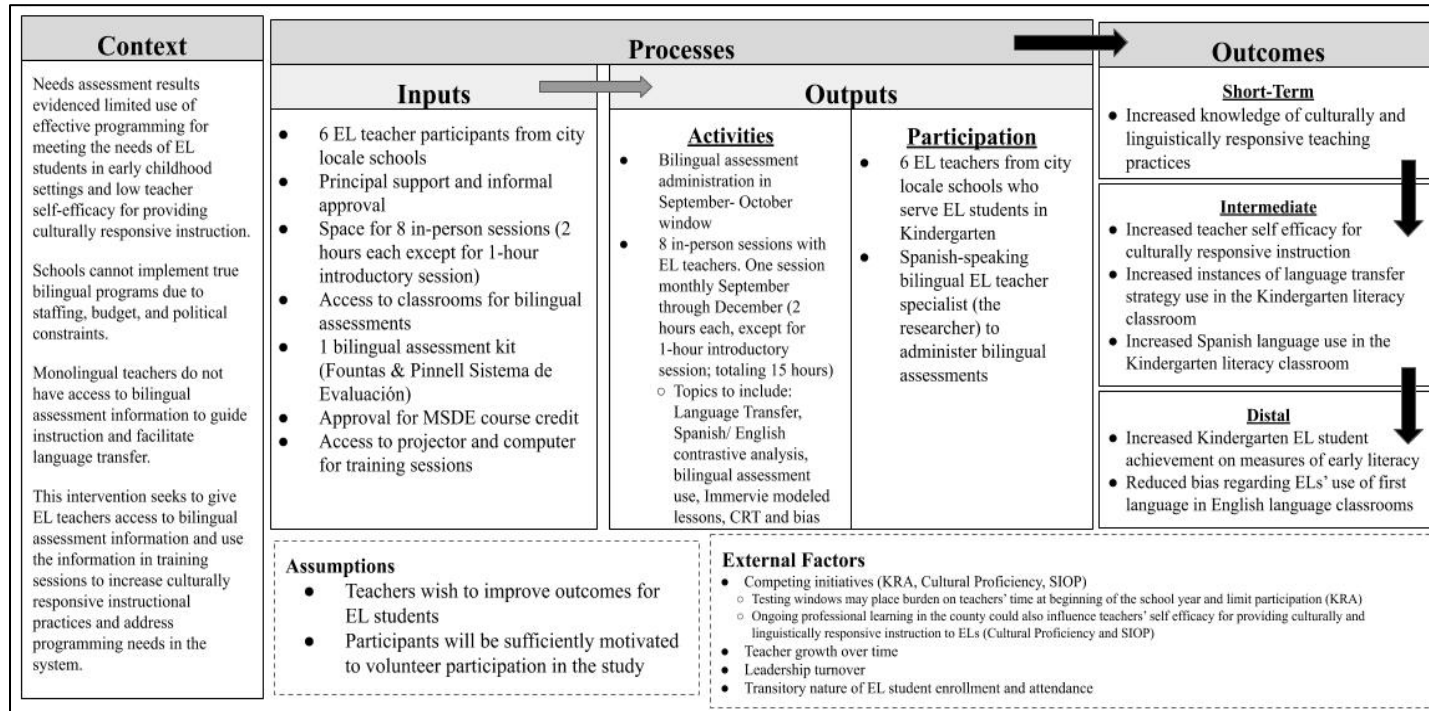 Context
Needs assessment results
evidenced limited use of
effective programming for
meeting the needs of EL
students in early childhood
settings and low teacher
self-efficacy for providing
culturally responsive instruction.
Schools cannot implement true
bilingual programs due to
staffing, budget, and political
constraints.
Monolingual teachers do not
have access to bilingual
assessment information to guide
instruction and facilitate
language transfer.
This intervention seeks to give
EL teachers access to bilingual
assessment information and use
the information in training
sessions to increase culturally
responsive instructional
practices and address
programming needs in the
system.
Processes
Inputs
● 6 EL teacher participants from city
locale schools
● Principal support and informal
approval
● Space for 8 in-person sessions (2
hours each except for 1-hour
introductory session)
● Access to classrooms for bilingual
assessments
● 1 bilingual assessment kit
(Fountas & Pinnell Sistema de
Evaluación)
● Approval for MSDE course credit
● Access to projector and computer
for training sessions
Outputs
Activities
● Bilingual assessment
administration in
September- October
window
● 8 in-person sessions with
EL teachers. One session
monthly September
through December (2
hours each, except for
1-hour introductory
session; totaling 15 hours)
○ Topics to include:
Language Transfer,
Spanish/ English
contrastive analysis,
bilingual assessment
use, Immervie modeled
lessons, CRT and bias
Participation
● 6 EL teachers from city
locale schools who
serve EL students in
Kindergarten
● Spanish-speaking
bilingual EL teacher
specialist (the
researcher) to
administer bilingual
assessments
Outcomes
Short-Term
● Increased knowledge of culturally and
linguistically responsive teaching
practices
Intermediate
● Increased teacher self efficacy for
culturally responsive instruction
● Increased instances of language transfer
strategy use in the Kindergarten literacy
classroom
● Increased Spanish language use in the
Kindergarten literacy classroom
Distal
● Increased Kindergarten EL student
achievement on measures of early literacy
● Reduced bias regarding ELs' use of first
language in English language classrooms
Assumptions
● Teachers wish to improve outcomes for
EL students
● Participants will be sufficiently motivated
to volunteer participation in the study
External Factors
● Competing initiatives (KRA, Cultural Proficiency, SIOP)
○ Testing windows may place burden on teachers' time at beginning of the school year and limit participation (KRA)
○ Ongoing professional learning in the county could also influence teachers' self efficacy for providing culturally and
linguistically responsive instruction to ELs (Cultural Proficiency and SIOP)
● Teacher growth over time
● Leadership turnover
● Transitory nature of EL student enrollment and attendance